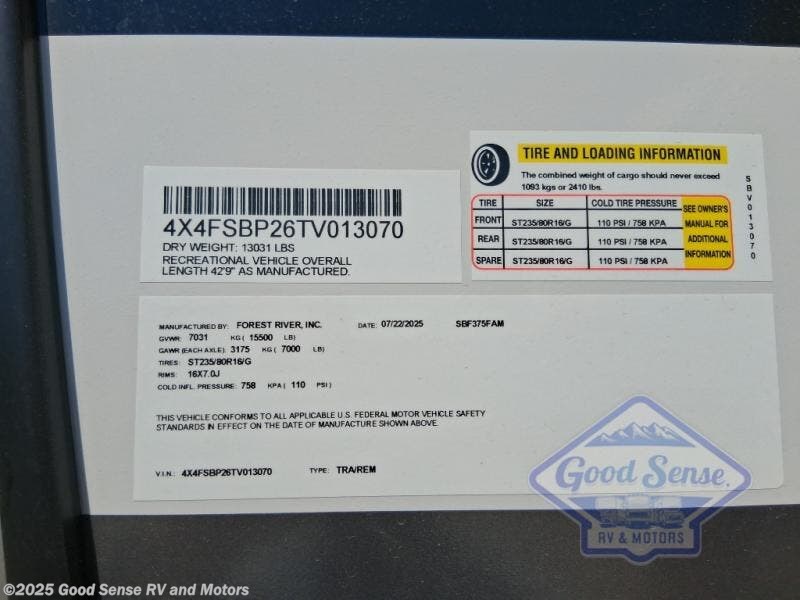 4X4FSBP26TV013070
DRY WEIGHT: 13031 LBS
RECREATIONAL VEHICLE OVERALL
LENGTH 42'9" AS MANUFACTURED.
TIRE AND LOADING INFORMATION
The combined weight of cargo should never exceed
1093 kgs or 2410 lbs.
TIRE SIZE COLD TIRE PRESSURE
FRONT ST235/80R16/G 110 PSI / 758 KPA
REAR ST235/80R16/G 110 PSI / 758 KPA
SPARE ST235/80R16/G 110 PSI / 758 KPA
SEE OWNER'S
MANUAL FOR
ADDITIONAL
INFORMATION
SBV013070
MANUFACTURED BY: FOREST RIVER, INC. DATE: 07/22/2025 SBF375FAM
GVWR: 7031 KG ( 15500 LB)
GAWR (EACH AXLE): 3175 KG ( 7000 LB)
TIRES: ST235/80R16/G
RIMS: 16X7.0J
COLD INFL. PRESSURE: 758 KPA ( 110 PSI)
THIS VEHICLE CONFORMS TO ALL APPLICABLE U.S. FEDERAL MOTOR VEHICLE SAFETY
STANDARDS IN EFFECT ON THE DATE OF MANUFACTURE SHOWN ABOVE.
V.I.N.: 4X4FSBP26TV013070 TYPE: TRA/REM
Good Sense.
RV & MOTORS
©2025 Good Sense RV and Motors